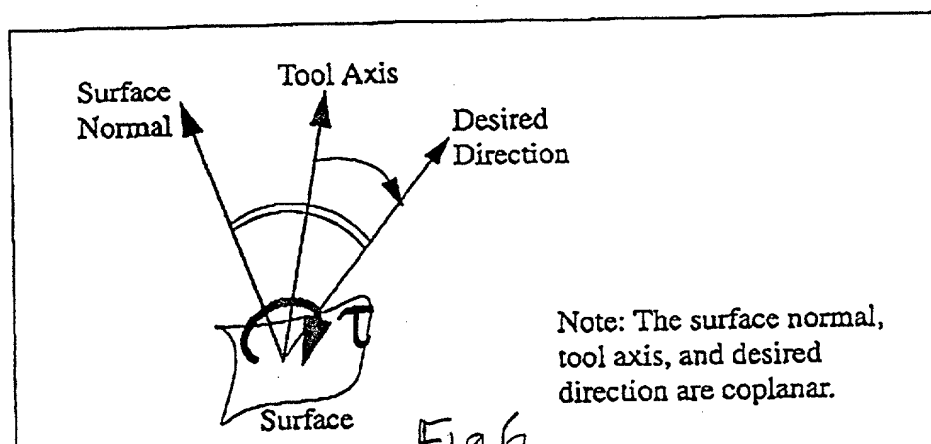 Tool Axis
Surface
Normal
Desired
Direction
τ
Note: The surface normal,
tool axis, and desired
direction are coplanar.
Surface
Fig 6